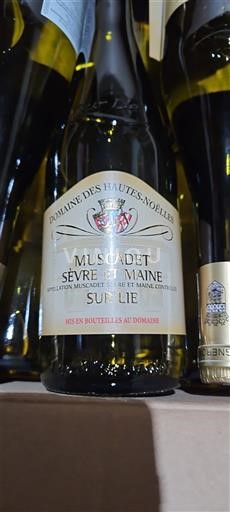 DOMAINE DES HAUTES-NOËLLES
MUSCADET
SÈVRE ET MAINE
APPELLATION MUSCADET SÈVRE ET MAINE CONTRÔLÉE
SUR LIE
MIS EN BOUTEILLES AU DOMAINE